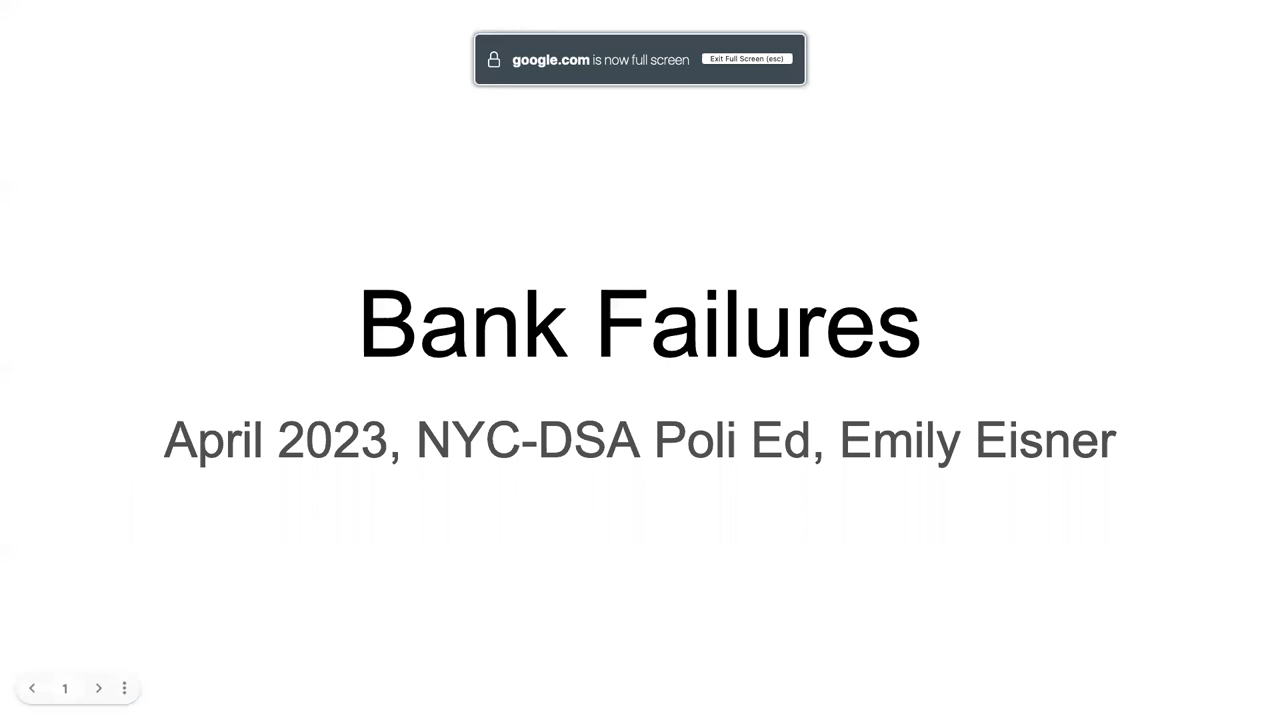 google.com is now full screen Exit Full Screen (esc)
Bank Failures
April 2023, NYC-DSA Poli Ed, Emily Eisner
1